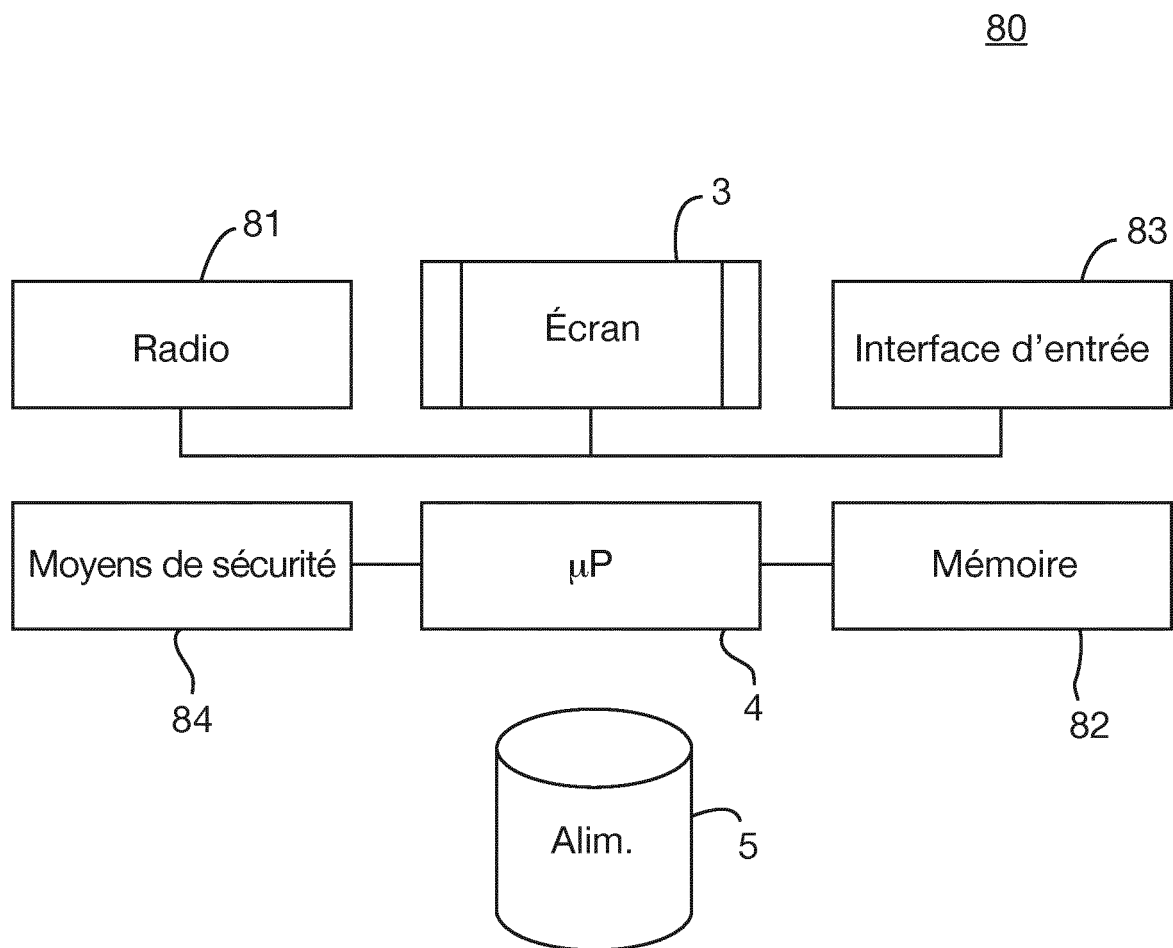 80
3
81
83
Radio
Écran
Interface d'entrée
Moyens de sécurité
µP
Mémoire
84
4
82
Alim.
5